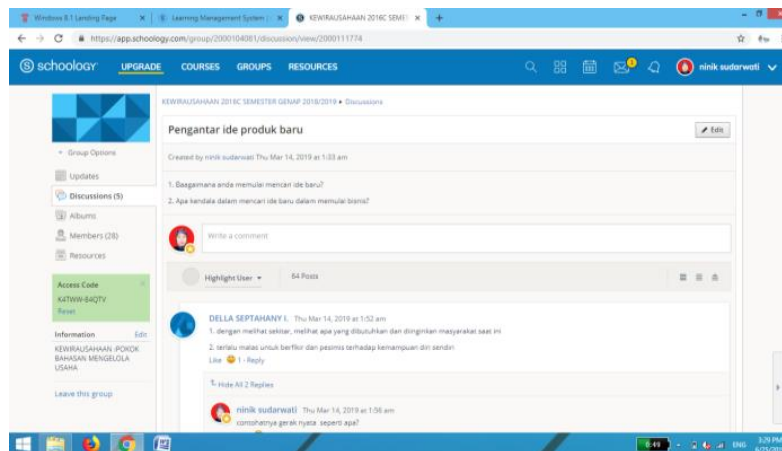 Windows 8.1 Landing Page
Learning Management System |
KEWIRAUSAHAAN 2016C SEMES
https://app.schoology.com/group/2000104081/discussion/view/2000111774
schoology
UPGRADE COURSES GROUPS RESOURCES
ninik sudarwati
KEWIRAUSAHAAN 2016C SEMESTER GENAP 2018/2019 ▸ Discussions
Pengantar ide produk baru
Edit
Created by ninik sudarwati Thu Mar 14, 2019 at 1:33 am
1. Baagaimana anda memulai mencari ide baru?
2. Apa kendala dalam mencari ide baru dalam memulai bisnis?
Group Options
Updates
Discussions (5)
Albums
Members (28)
Resources
Write a comment
Highlight User
64 Posts
Access Code
K4TWW-84QTV
Reset
Information Edit
KEWIRAUSAHAAN :POKOK
BAHASAN MENGELOLA
USAHA
Leave this group
DELLA SEPTAHANY I. Thu Mar 14, 2019 at 1:52 am
1. dengan melihat sekitar, melihat apa yang dibutuhkan dan diinginkan masyarakat saat ini
2. terlalu malas untuk berfikir dan pesimis terhadap kemampuan diri sendiri
Like 1 · Reply
Hide All 2 Replies
ninik sudarwati Thu Mar 14, 2019 at 1:56 am
contohatnya gerak nyata seperti apa?
6:49
ENG
3:29 PM